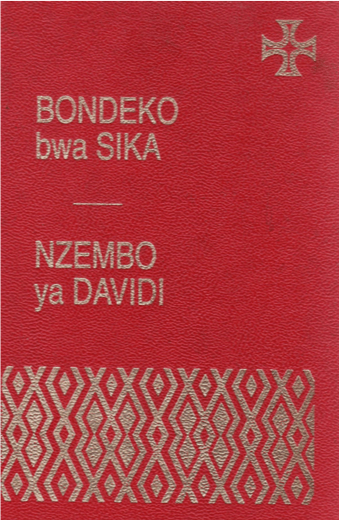 BONDEKO
bwa SIKA
NZEMBO
ya DAVIDI